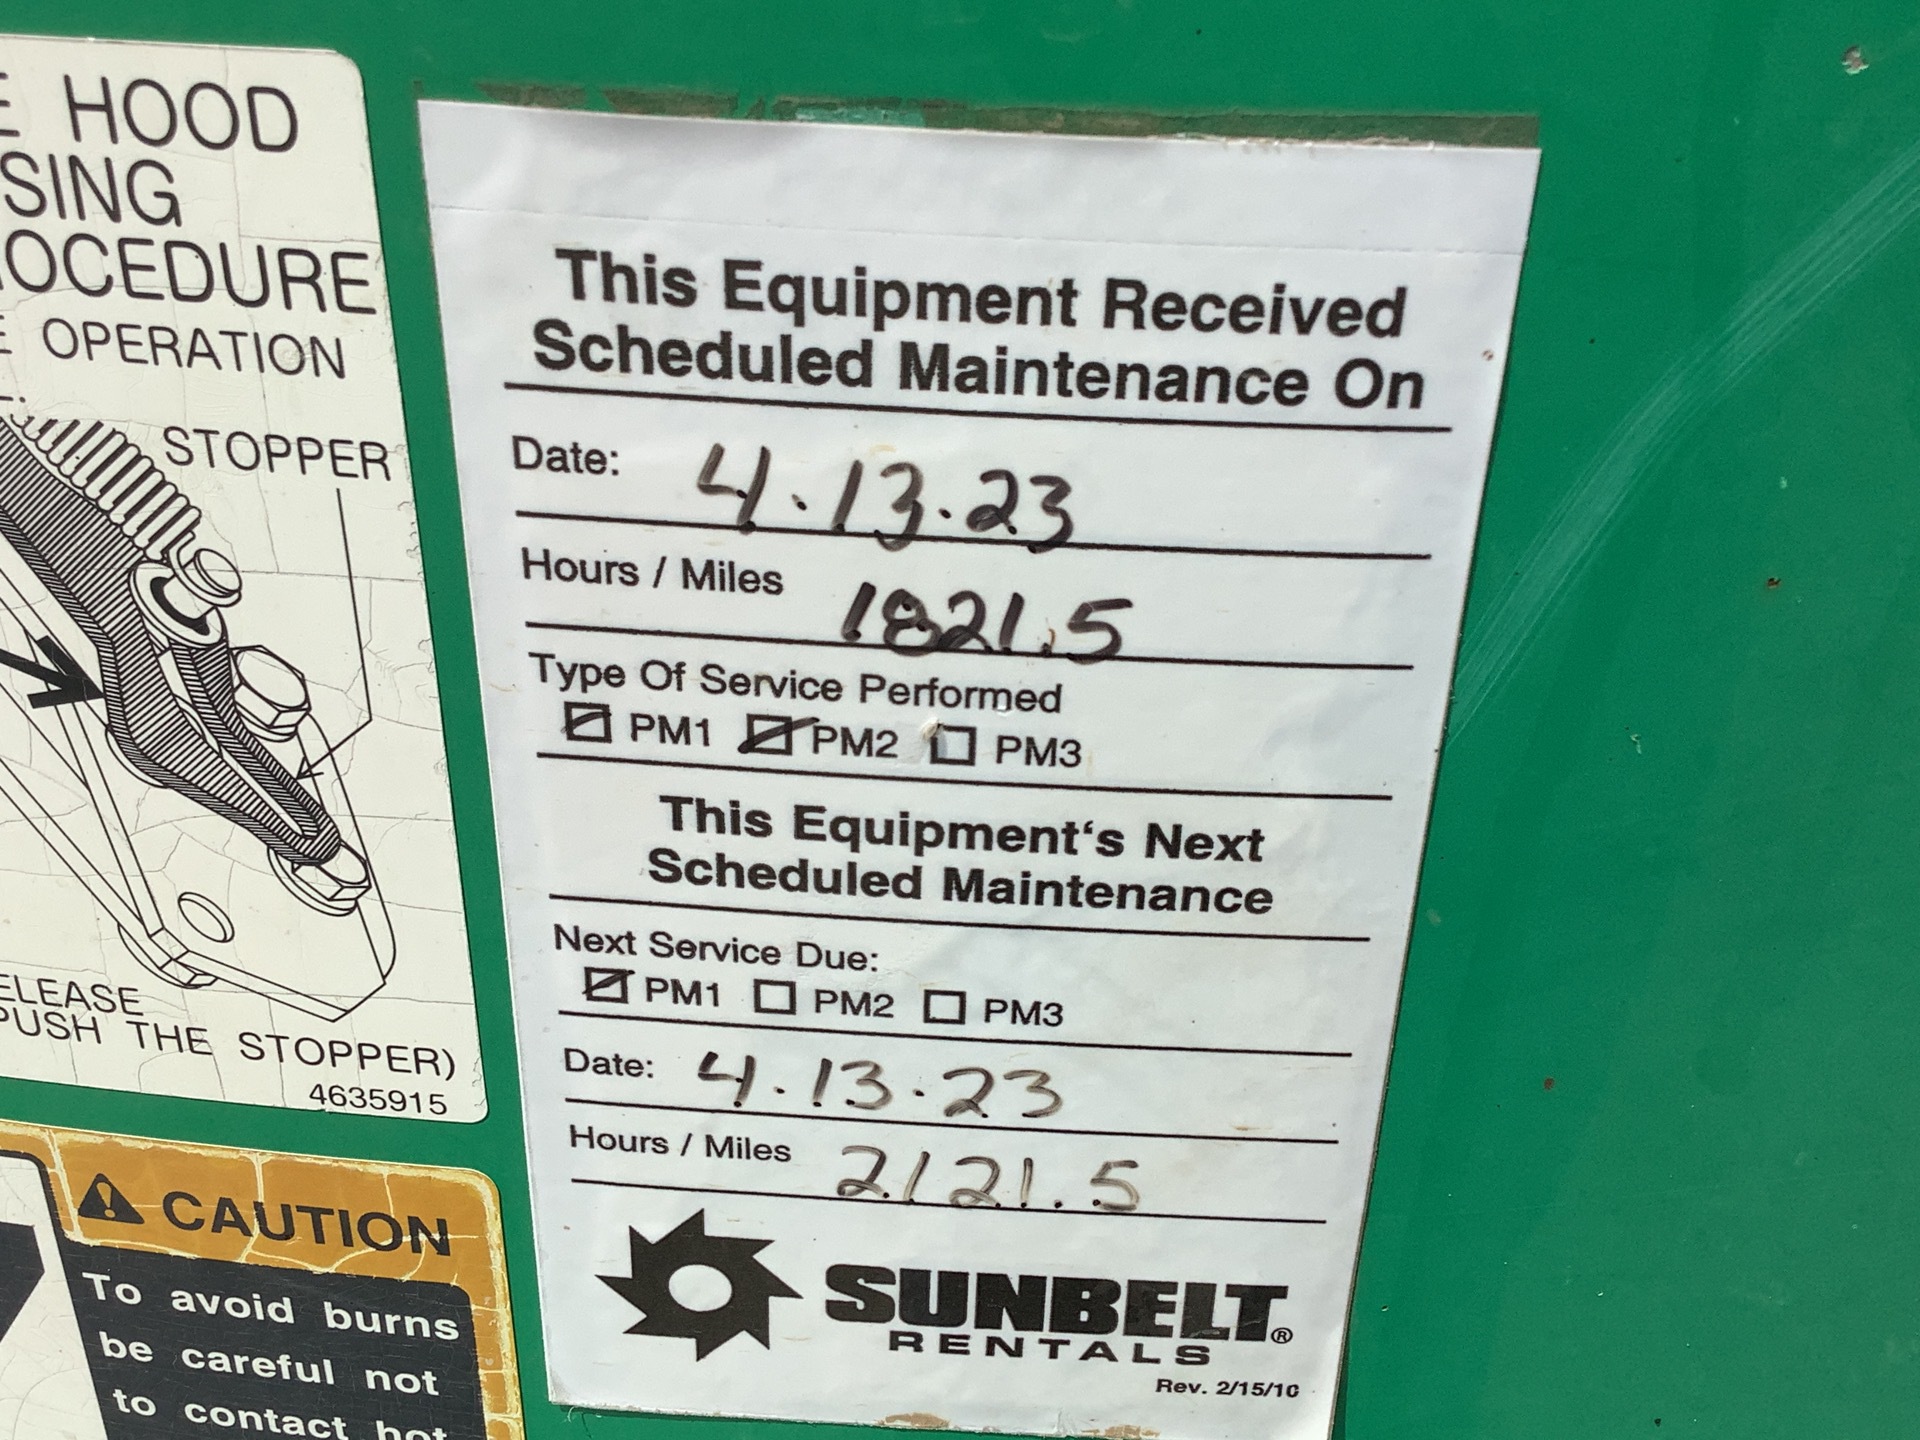 E HOOD
SING
OCEDURE
E OPERATION
STOPPER
ELEASE
PUSH THE STOPPER)
4635915
CAUTION
To avoid burns
be careful not
to contact hot
This Equipment Received
Scheduled Maintenance On
Date: 4.13.23
Hours / Miles 1821.5
Type Of Service Performed
PM1 PM2 PM3
This Equipment's Next
Scheduled Maintenance
Next Service Due:
PM1 PM2 PM3
Date: 4.13.23
Hours / Miles 2121.5
SUNBELT®
RENTALS
Rev. 2/15/10